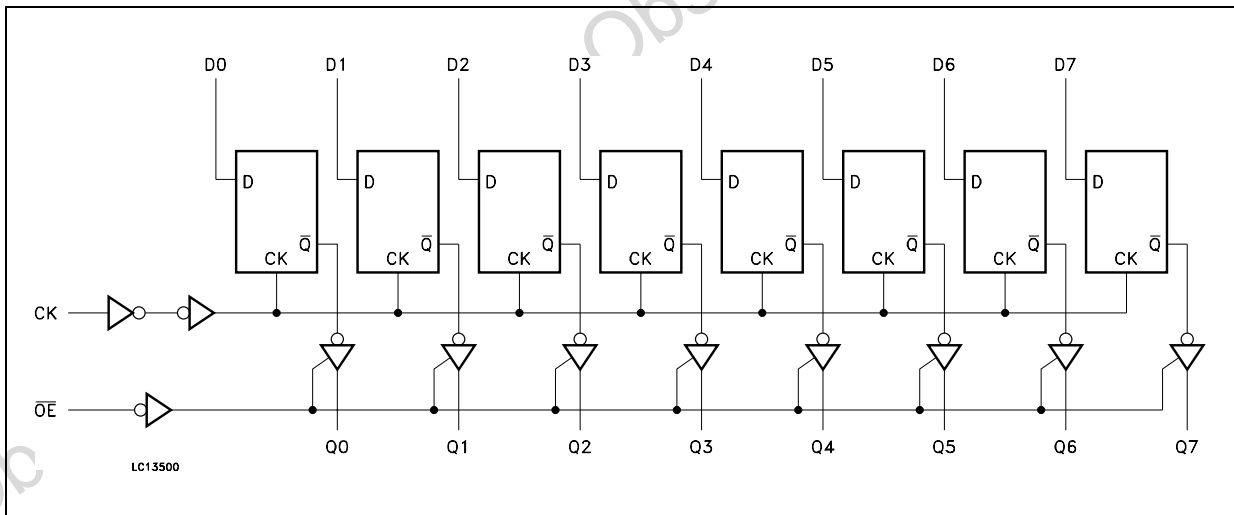 Obs
D0 D1 D2 D3 D4 D5 D6 D7
D D D D D D D D
Q̅ Q̅ Q̅ Q̅ Q̅ Q̅ Q̅ Q̅
CK CK CK CK CK CK CK CK
CK
O̅E̅
Q0 Q1 Q2 Q3 Q4 Q5 Q6 Q7
LC13500